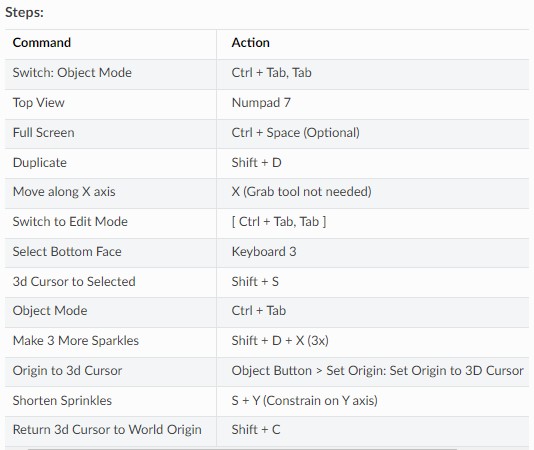 Steps:
Command Action
Switch: Object Mode Ctrl + Tab, Tab
Top View Numpad 7
Full Screen Ctrl + Space (Optional)
Duplicate Shift + D
Move along X axis X (Grab tool not needed)
Switch to Edit Mode [ Ctrl + Tab, Tab ]
Select Bottom Face Keyboard 3
3d Cursor to Selected Shift + S
Object Mode Ctrl + Tab
Make 3 More Sparkles Shift + D + X (3x)
Origin to 3d Cursor Object Button > Set Origin: Set Origin to 3D Cursor
Shorten Sprinkles S + Y (Constrain on Y axis)
Return 3d Cursor to World Origin Shift + C